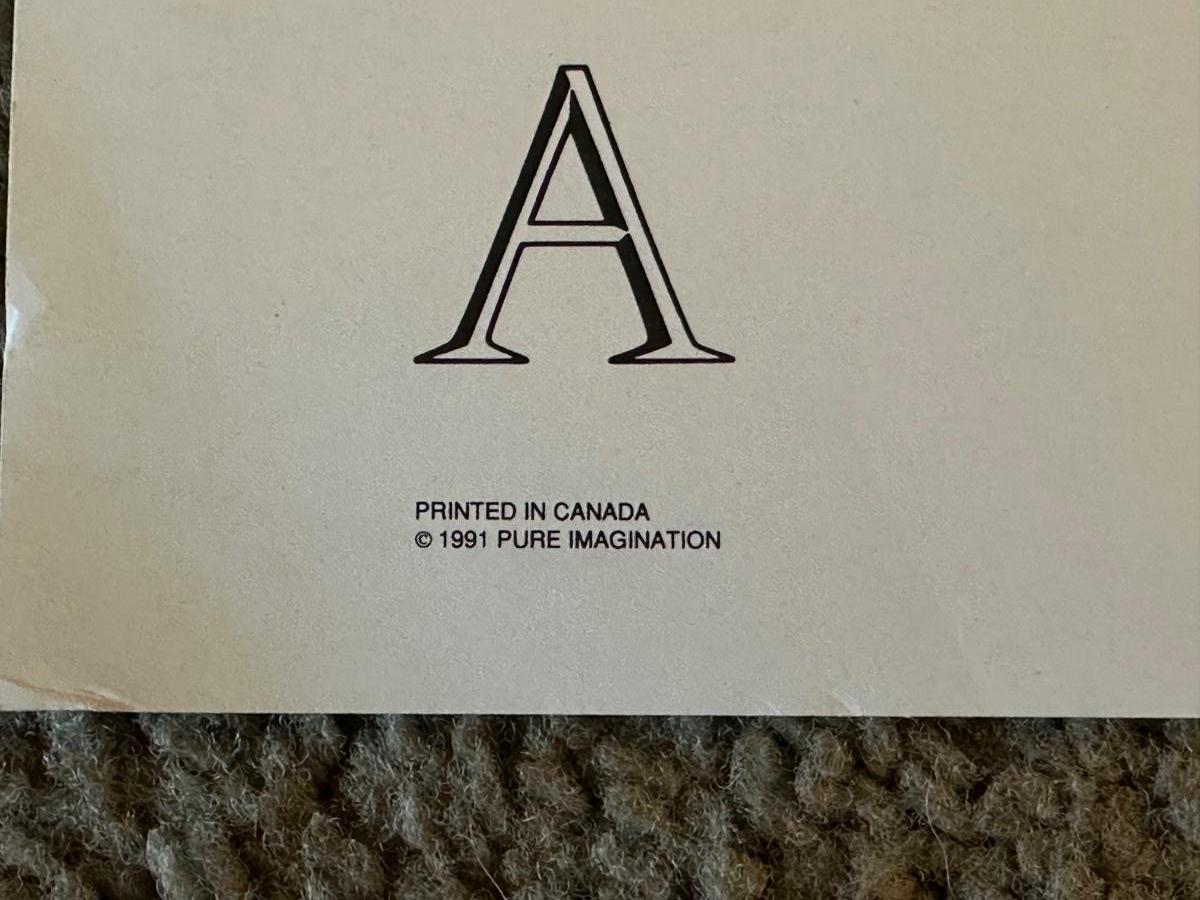 A
PRINTED IN CANADA
© 1991 PURE IMAGINATION